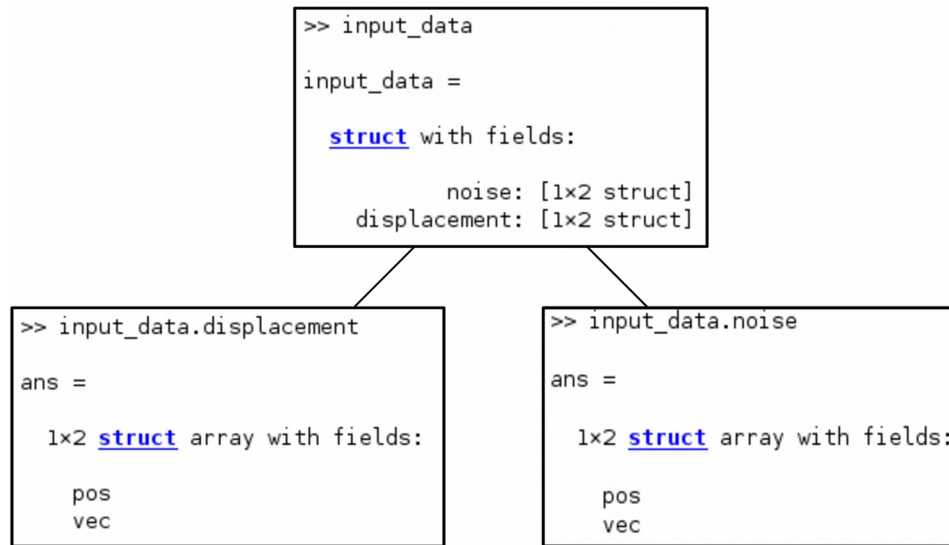 >> input_data
input_data =
struct with fields:
noise: [1×2 struct]
displacement: [1×2 struct]
>> input_data.displacement
ans =
1×2 struct array with fields:
pos
vec
>> input_data.noise
ans =
1×2 struct array with fields:
pos
vec